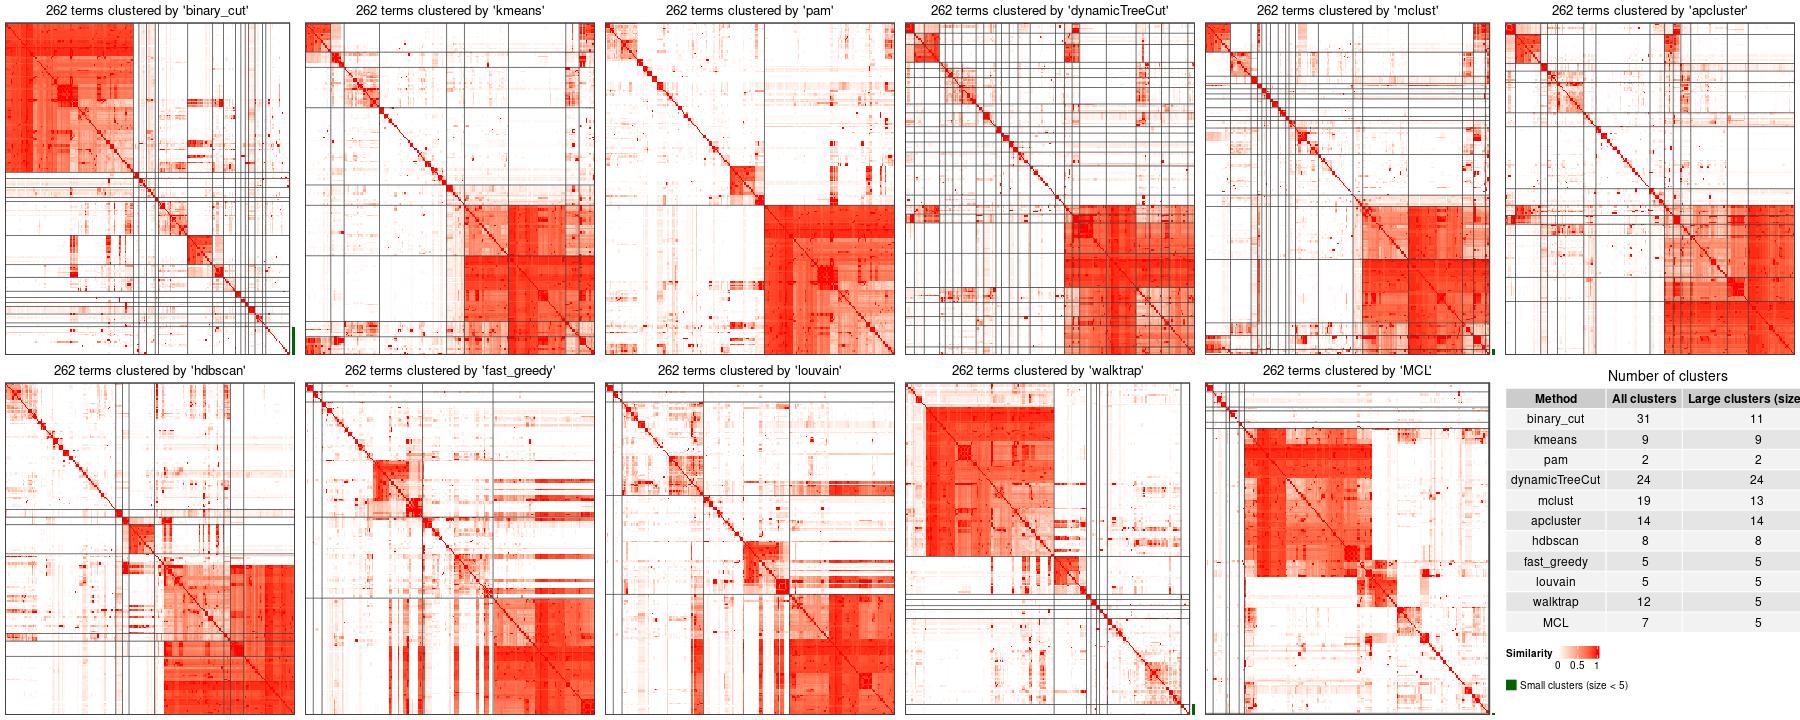 262 terms clustered by 'binary_cut'
262 terms clustered by 'kmeans'
262 terms clustered by 'pam'
262 terms clustered by 'dynamicTreeCut'
262 terms clustered by 'mclust'
262 terms clustered by 'apcluster'
262 terms clustered by 'hdbscan'
262 terms clustered by 'fast_greedy'
262 terms clustered by 'louvain'
262 terms clustered by 'walktrap'
262 terms clustered by 'MCL'
Number of clusters
Method All clusters Large clusters (size
binary_cut 31 11
kmeans 9 9
pam 2 2
dynamicTreeCut 24 24
mclust 19 13
apcluster 14 14
hdbscan 8 8
fast_greedy 5 5
louvain 5 5
walktrap 12 5
MCL 7 5
Similarity
0 0.5 1
Small clusters (size < 5)